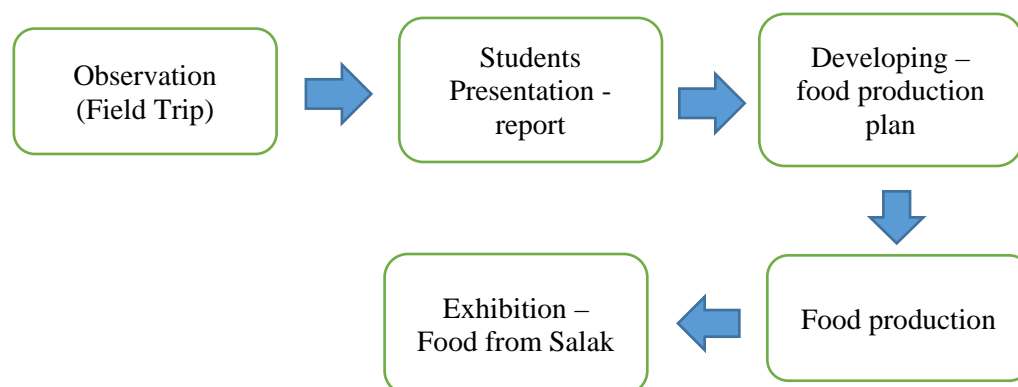 Observation
(Field Trip)
Students
Presentation -
report
Developing –
food production
plan
Food production
Exhibition –
Food from Salak